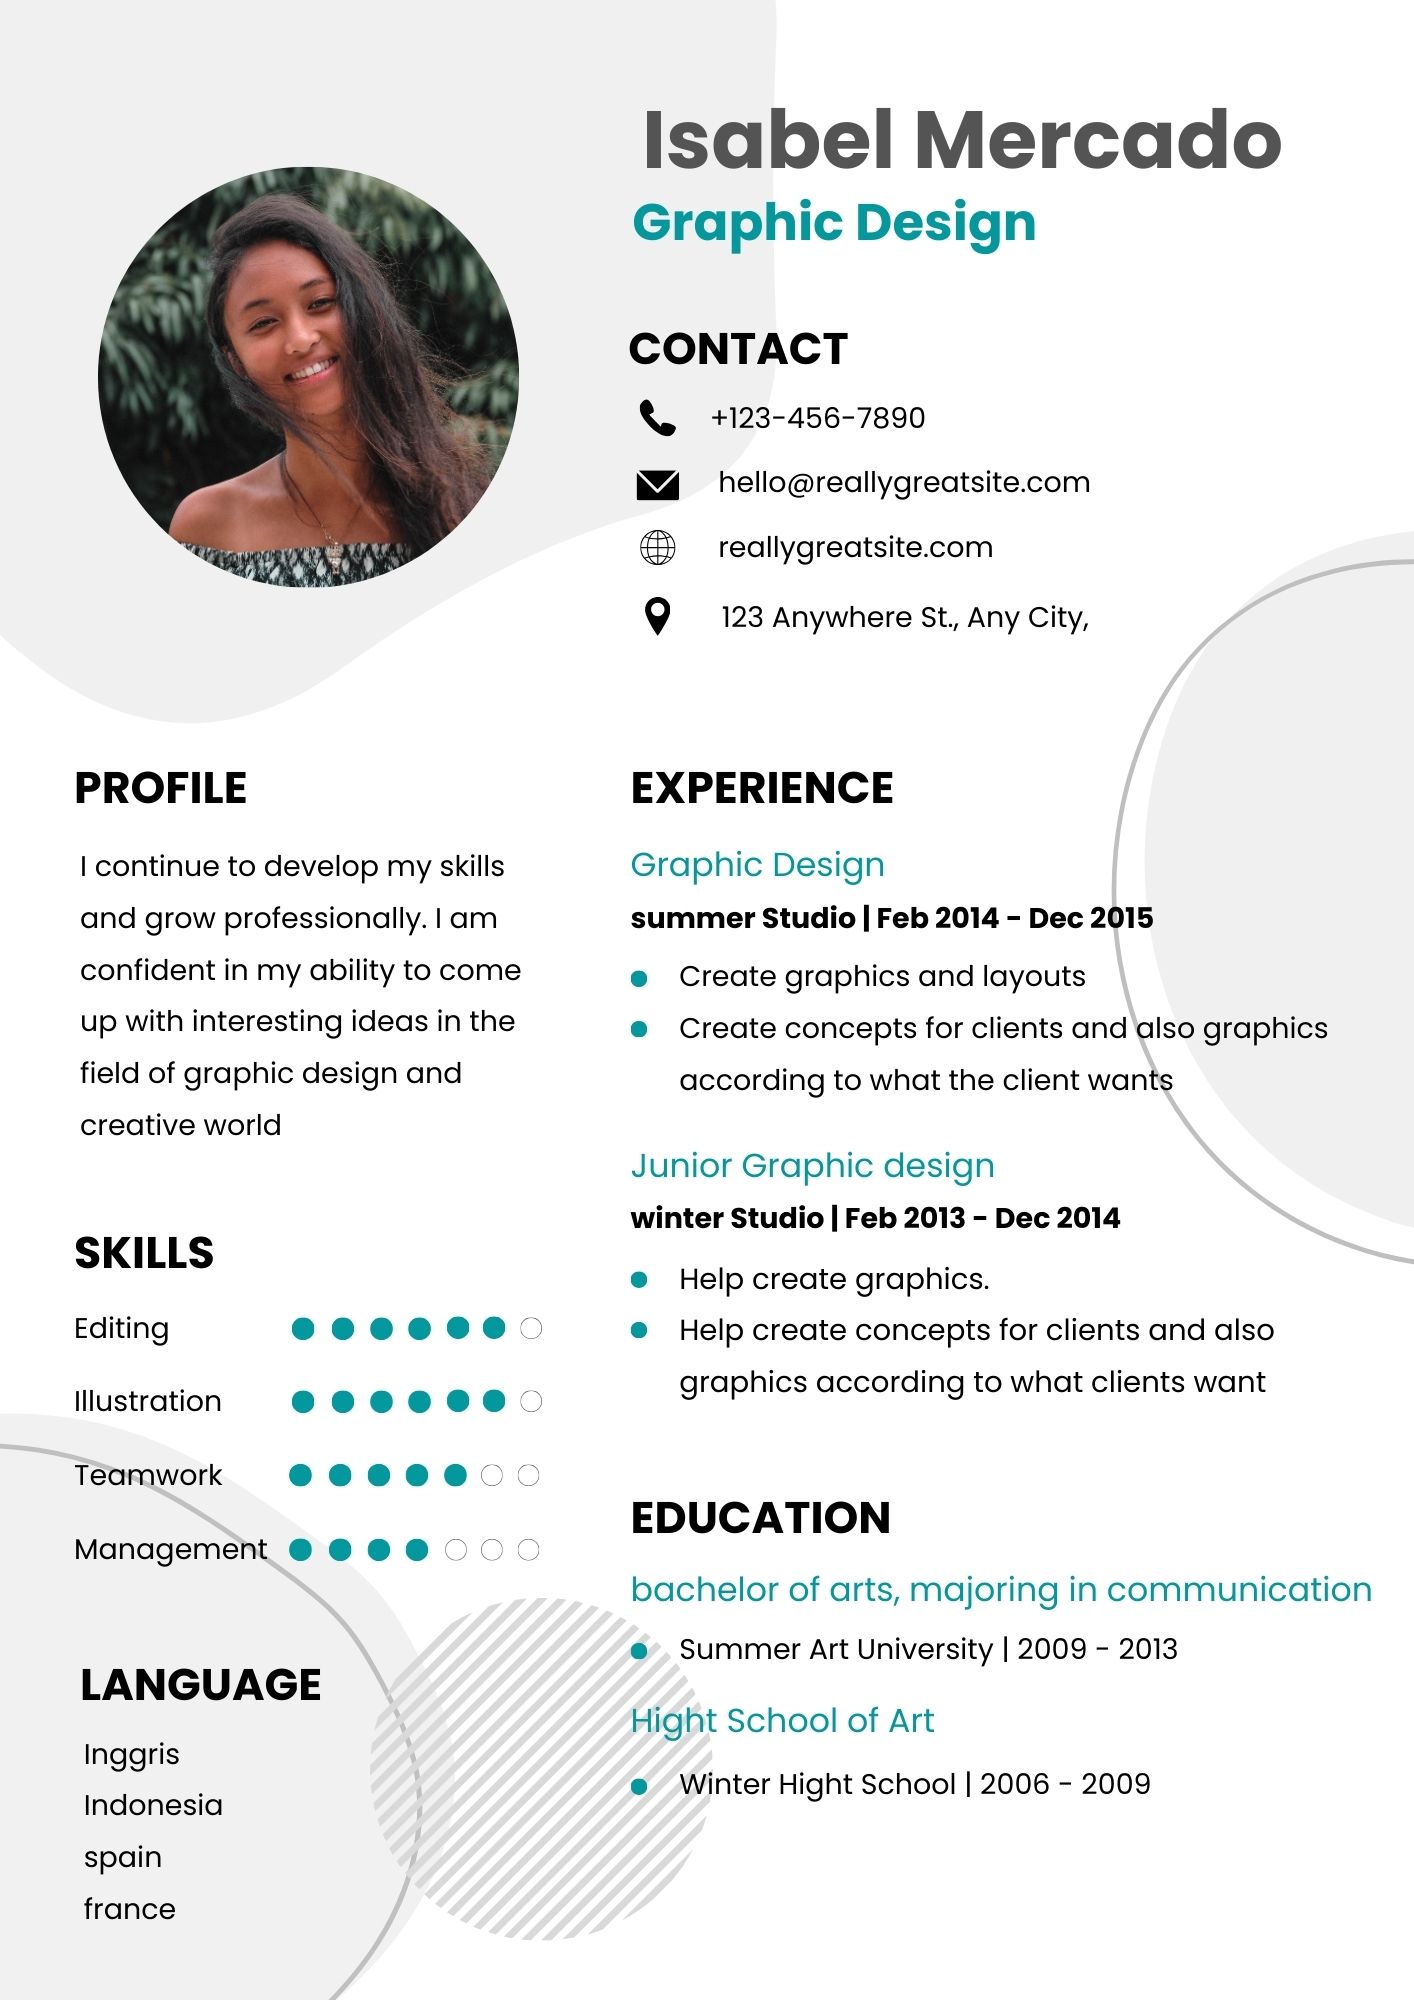 Isabel Mercado
Graphic Design
CONTACT
+123-456-7890
hello@reallygreatsite.com
reallygreatsite.com
123 Anywhere St., Any City,
PROFILE
I continue to develop my skills
and grow professionally. I am
confident in my ability to come
up with interesting ideas in the
field of graphic design and
creative world
SKILLS
Editing
Illustration
Teamwork
Management
LANGUAGE
Inggris
Indonesia
spain
france
EXPERIENCE
Graphic Design
summer Studio | Feb 2014 - Dec 2015
Create graphics and layouts
Create concepts for clients and also graphics
according to what the client wants
Junior Graphic design
winter Studio | Feb 2013 - Dec 2014
Help create graphics.
Help create concepts for clients and also
graphics according to what clients want
EDUCATION
bachelor of arts, majoring in communication
Summer Art University | 2009 - 2013
Hight School of Art
Winter Hight School | 2006 - 2009